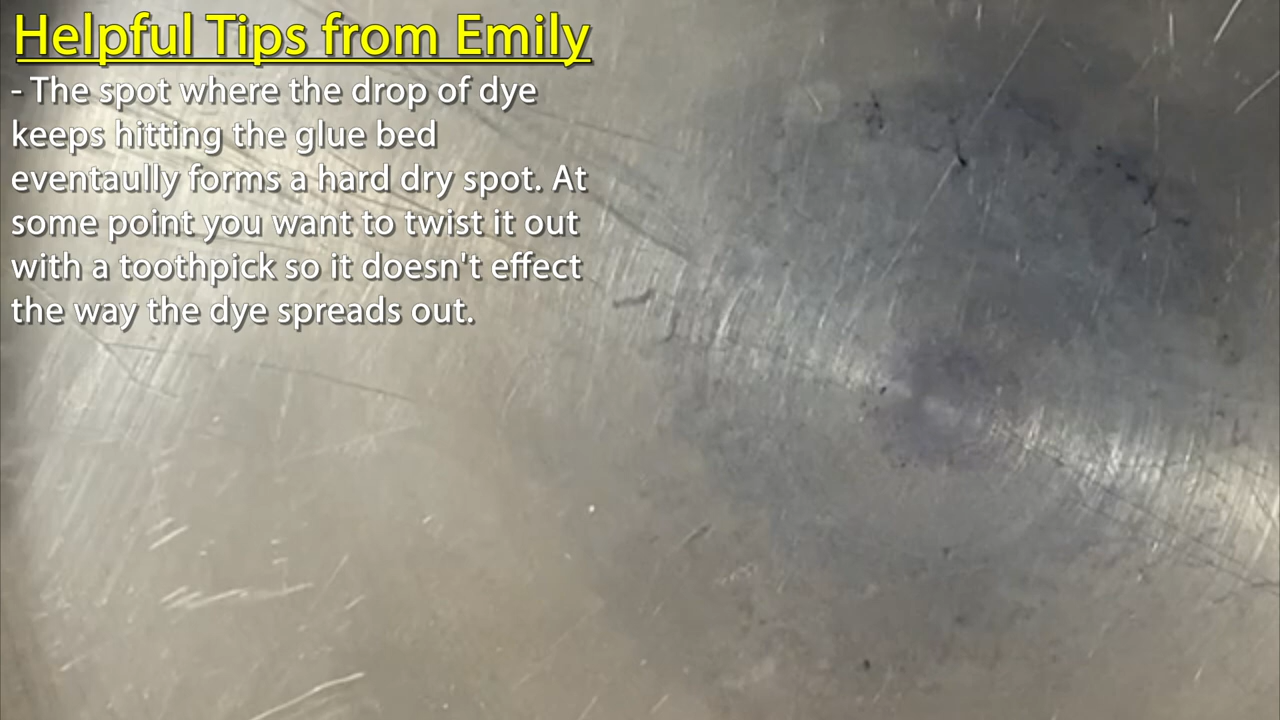 Helpful Tips from Emily
- The spot where the drop of dye
keeps hitting the glue bed
eventaully forms a hard dry spot. At
some point you want to twist it out
with a toothpick so it doesn't effect
the way the dye spreads out.